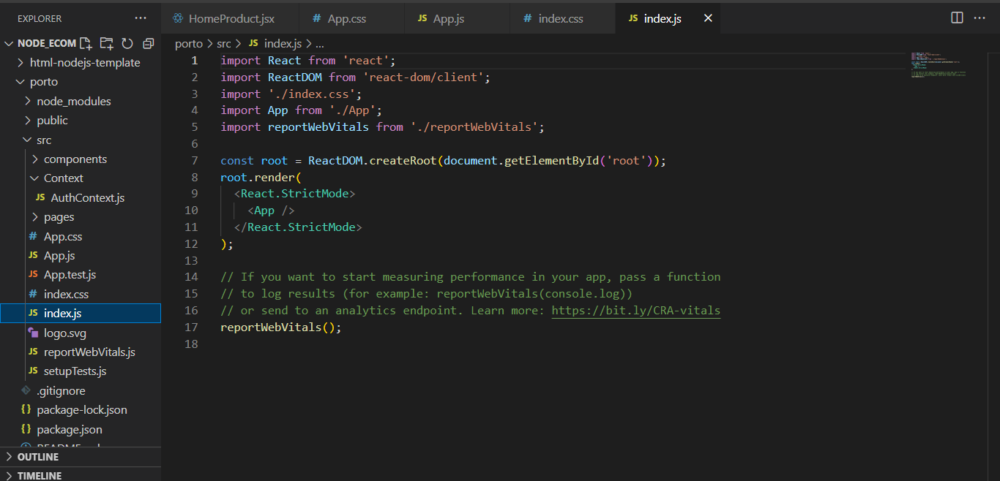 EXPLORER
NODE_ECOM
html-nodejs-template
porto
node_modules
public
src
components
Context
JS AuthContext.js
pages
# App.css
JS App.js
JS App.test.js
# index.css
JS index.js
logo.svg
JS reportWebVitals.js
JS setupTests.js
.gitignore
{} package-lock.json
{} package.json
OUTLINE
TIMELINE
HomeProduct.jsx
# App.css
JS App.js
# index.css
JS index.js
porto > src > JS index.js > ...
1 import React from 'react';
2 import ReactDOM from 'react-dom/client';
3 import './index.css';
4 import App from './App';
5 import reportWebVitals from './reportWebVitals';
6
7 const root = ReactDOM.createRoot(document.getElementById('root'));
8 root.render(
9 <React.StrictMode>
10 <App />
11 </React.StrictMode>
12 );
13
14 // If you want to start measuring performance in your app, pass a function
15 // to log results (for example: reportWebVitals(console.log))
16 // or send to an analytics endpoint. Learn more: https://bit.ly/CRA-vitals
17 reportWebVitals();
18